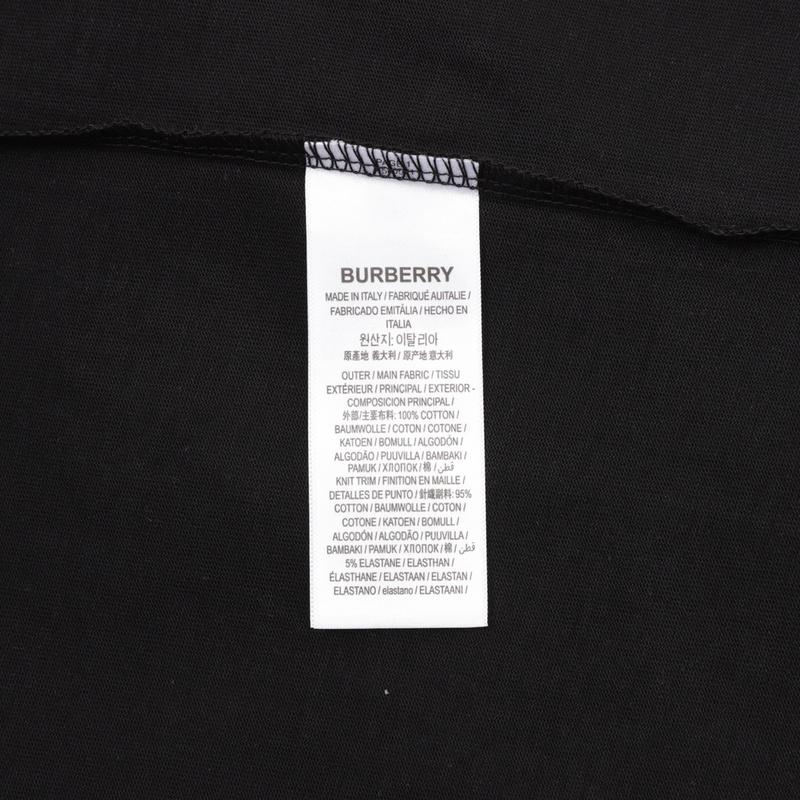 PAGE 1
BURBERRY
MADE IN ITALY / FABRIQUÉ AUITALIE /
FABRICADO EMITÁLIA / HECHO EN
ITALIA
원산지: 이탈리아
原產地 義大利 / 原产地 意大利
OUTER / MAIN FABRIC / TISSU
EXTÉRIEUR / PRINCIPAL / EXTERIOR -
COMPOSICION PRINCIPAL /
外部/主要布料: 100% COTTON /
BAUMWOLLE / COTON / COTONE /
KATOEN / BOMULL / ALGODÓN /
ALGODÃO / PUUVILLA / BAMBAKI /
PAMUK / ХЛОПОК / 棉 / قطن /
KNIT TRIM / FINITION EN MAILLE /
DETALLES DE PUNTO / 針織副料: 95%
COTTON / BAUMWOLLE / COTON /
COTONE / KATOEN / BOMULL /
ALGODÓN / ALGODÃO / PUUVILLA /
BAMBAKI / PAMUK / ХЛОПОК / 棉 / قطن
5% ELASTANE / ELASTHAN /
ÉLASTHANE / ELASTAAN / ELASTAN /
ELASTANO / elastano / ELASTAANI /